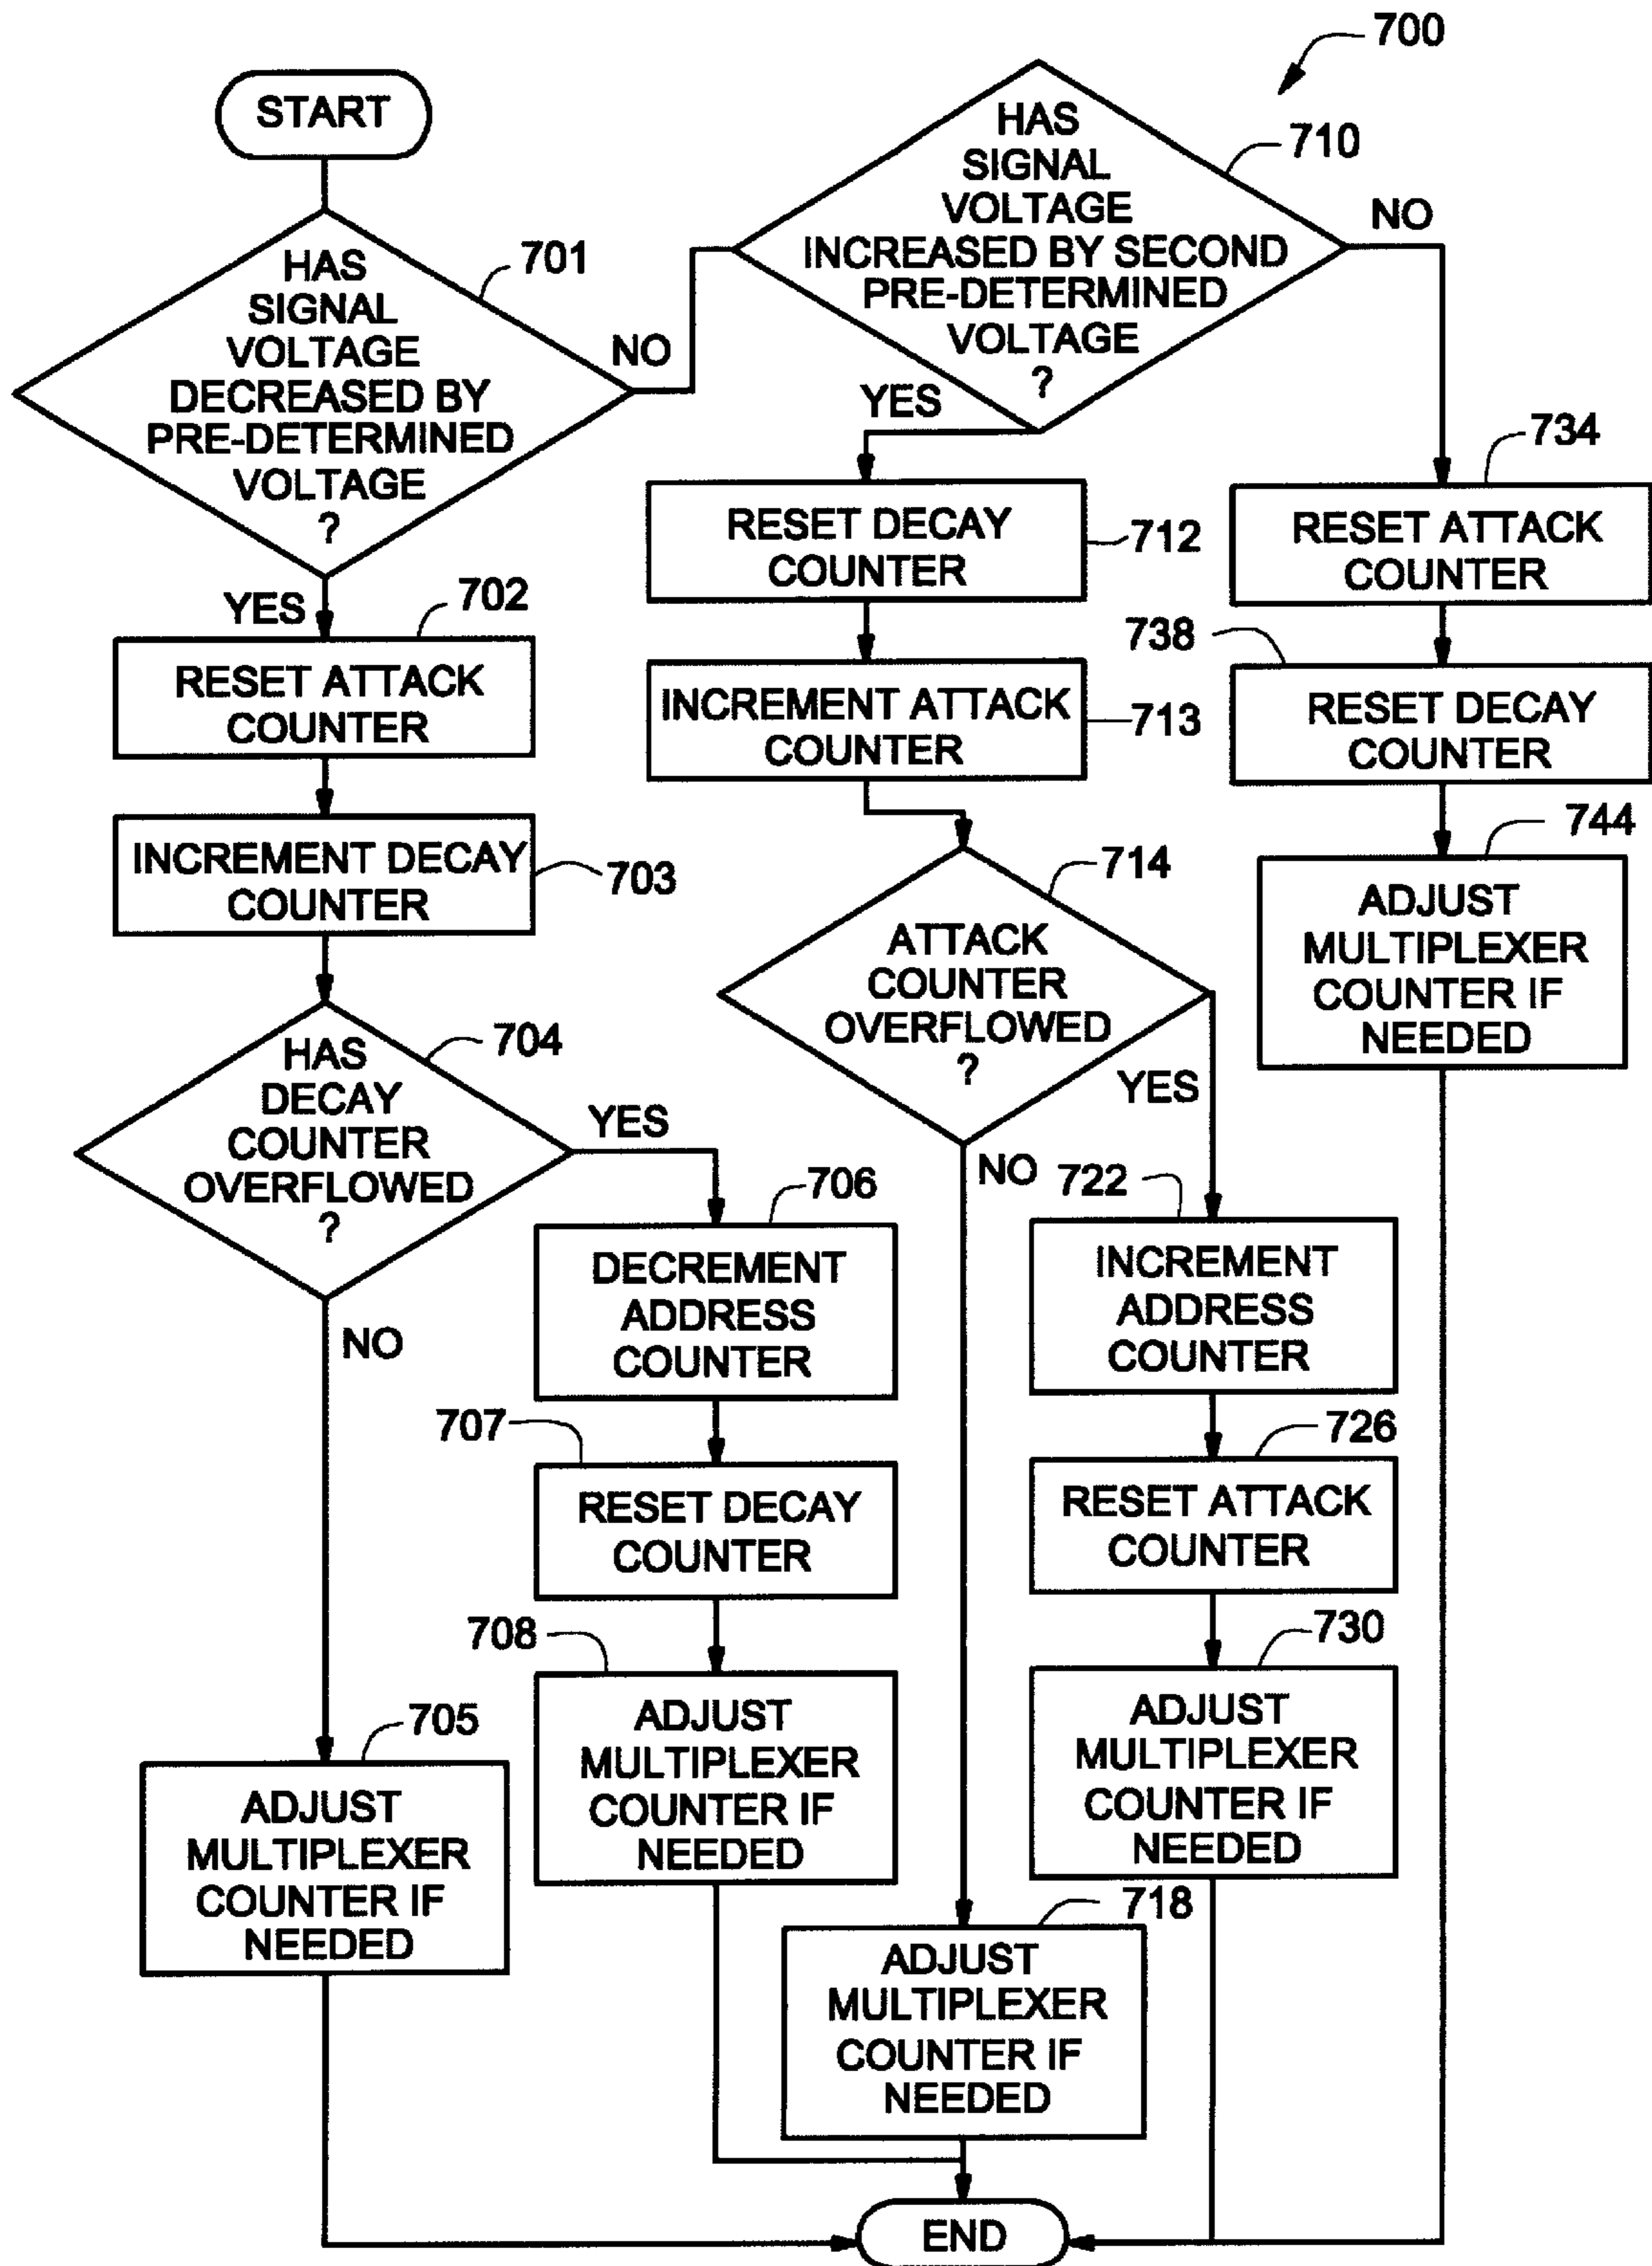 700
START
HAS
SIGNAL
VOLTAGE
DECREASED BY
PRE-DETERMINED
VOLTAGE
?
701
NO
YES
HAS
SIGNAL
VOLTAGE
INCREASED BY SECOND
PRE-DETERMINED
VOLTAGE
?
710
NO
YES
702
RESET ATTACK
COUNTER
INCREMENT DECAY
COUNTER
703
HAS
DECAY
COUNTER
OVERFLOWED
?
704
YES
NO
706
DECREMENT
ADDRESS
COUNTER
707
RESET DECAY
COUNTER
708
ADJUST
MULTIPLEXER
COUNTER IF
NEEDED
705
ADJUST
MULTIPLEXER
COUNTER IF
NEEDED
RESET DECAY
COUNTER
712
INCREMENT ATTACK
COUNTER
713
714
ATTACK
COUNTER
OVERFLOWED
?
YES
NO
722
INCREMENT
ADDRESS
COUNTER
726
RESET ATTACK
COUNTER
730
ADJUST
MULTIPLEXER
COUNTER IF
NEEDED
718
ADJUST
MULTIPLEXER
COUNTER IF
NEEDED
734
RESET ATTACK
COUNTER
738
RESET DECAY
COUNTER
744
ADJUST
MULTIPLEXER
COUNTER IF
NEEDED
END